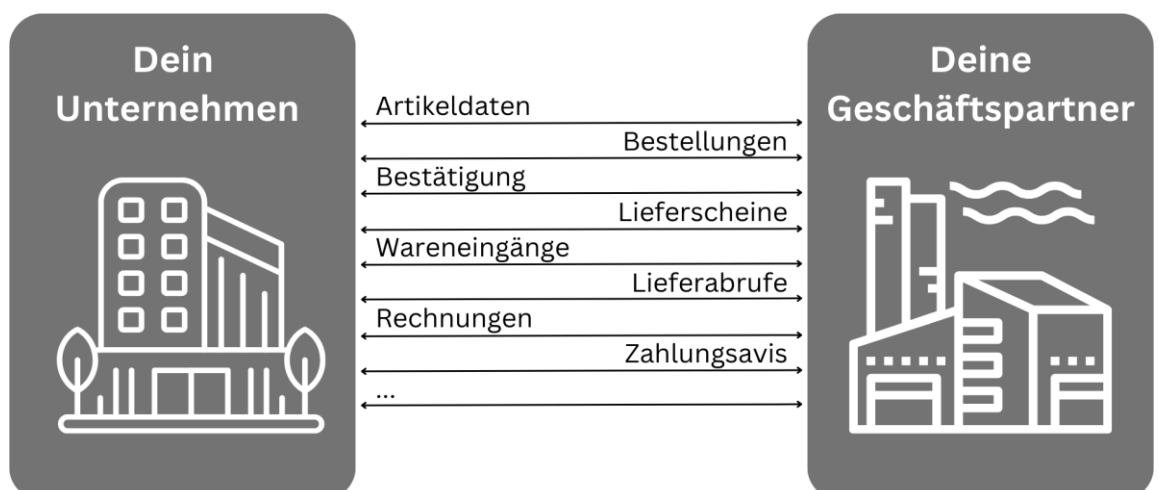 Dein
Unternehmen
Deine
Geschäftspartner
Artikeldaten
Bestellungen
Bestätigung
Lieferscheine
Wareneingänge
Lieferabrufe
Rechnungen
Zahlungsavis
...